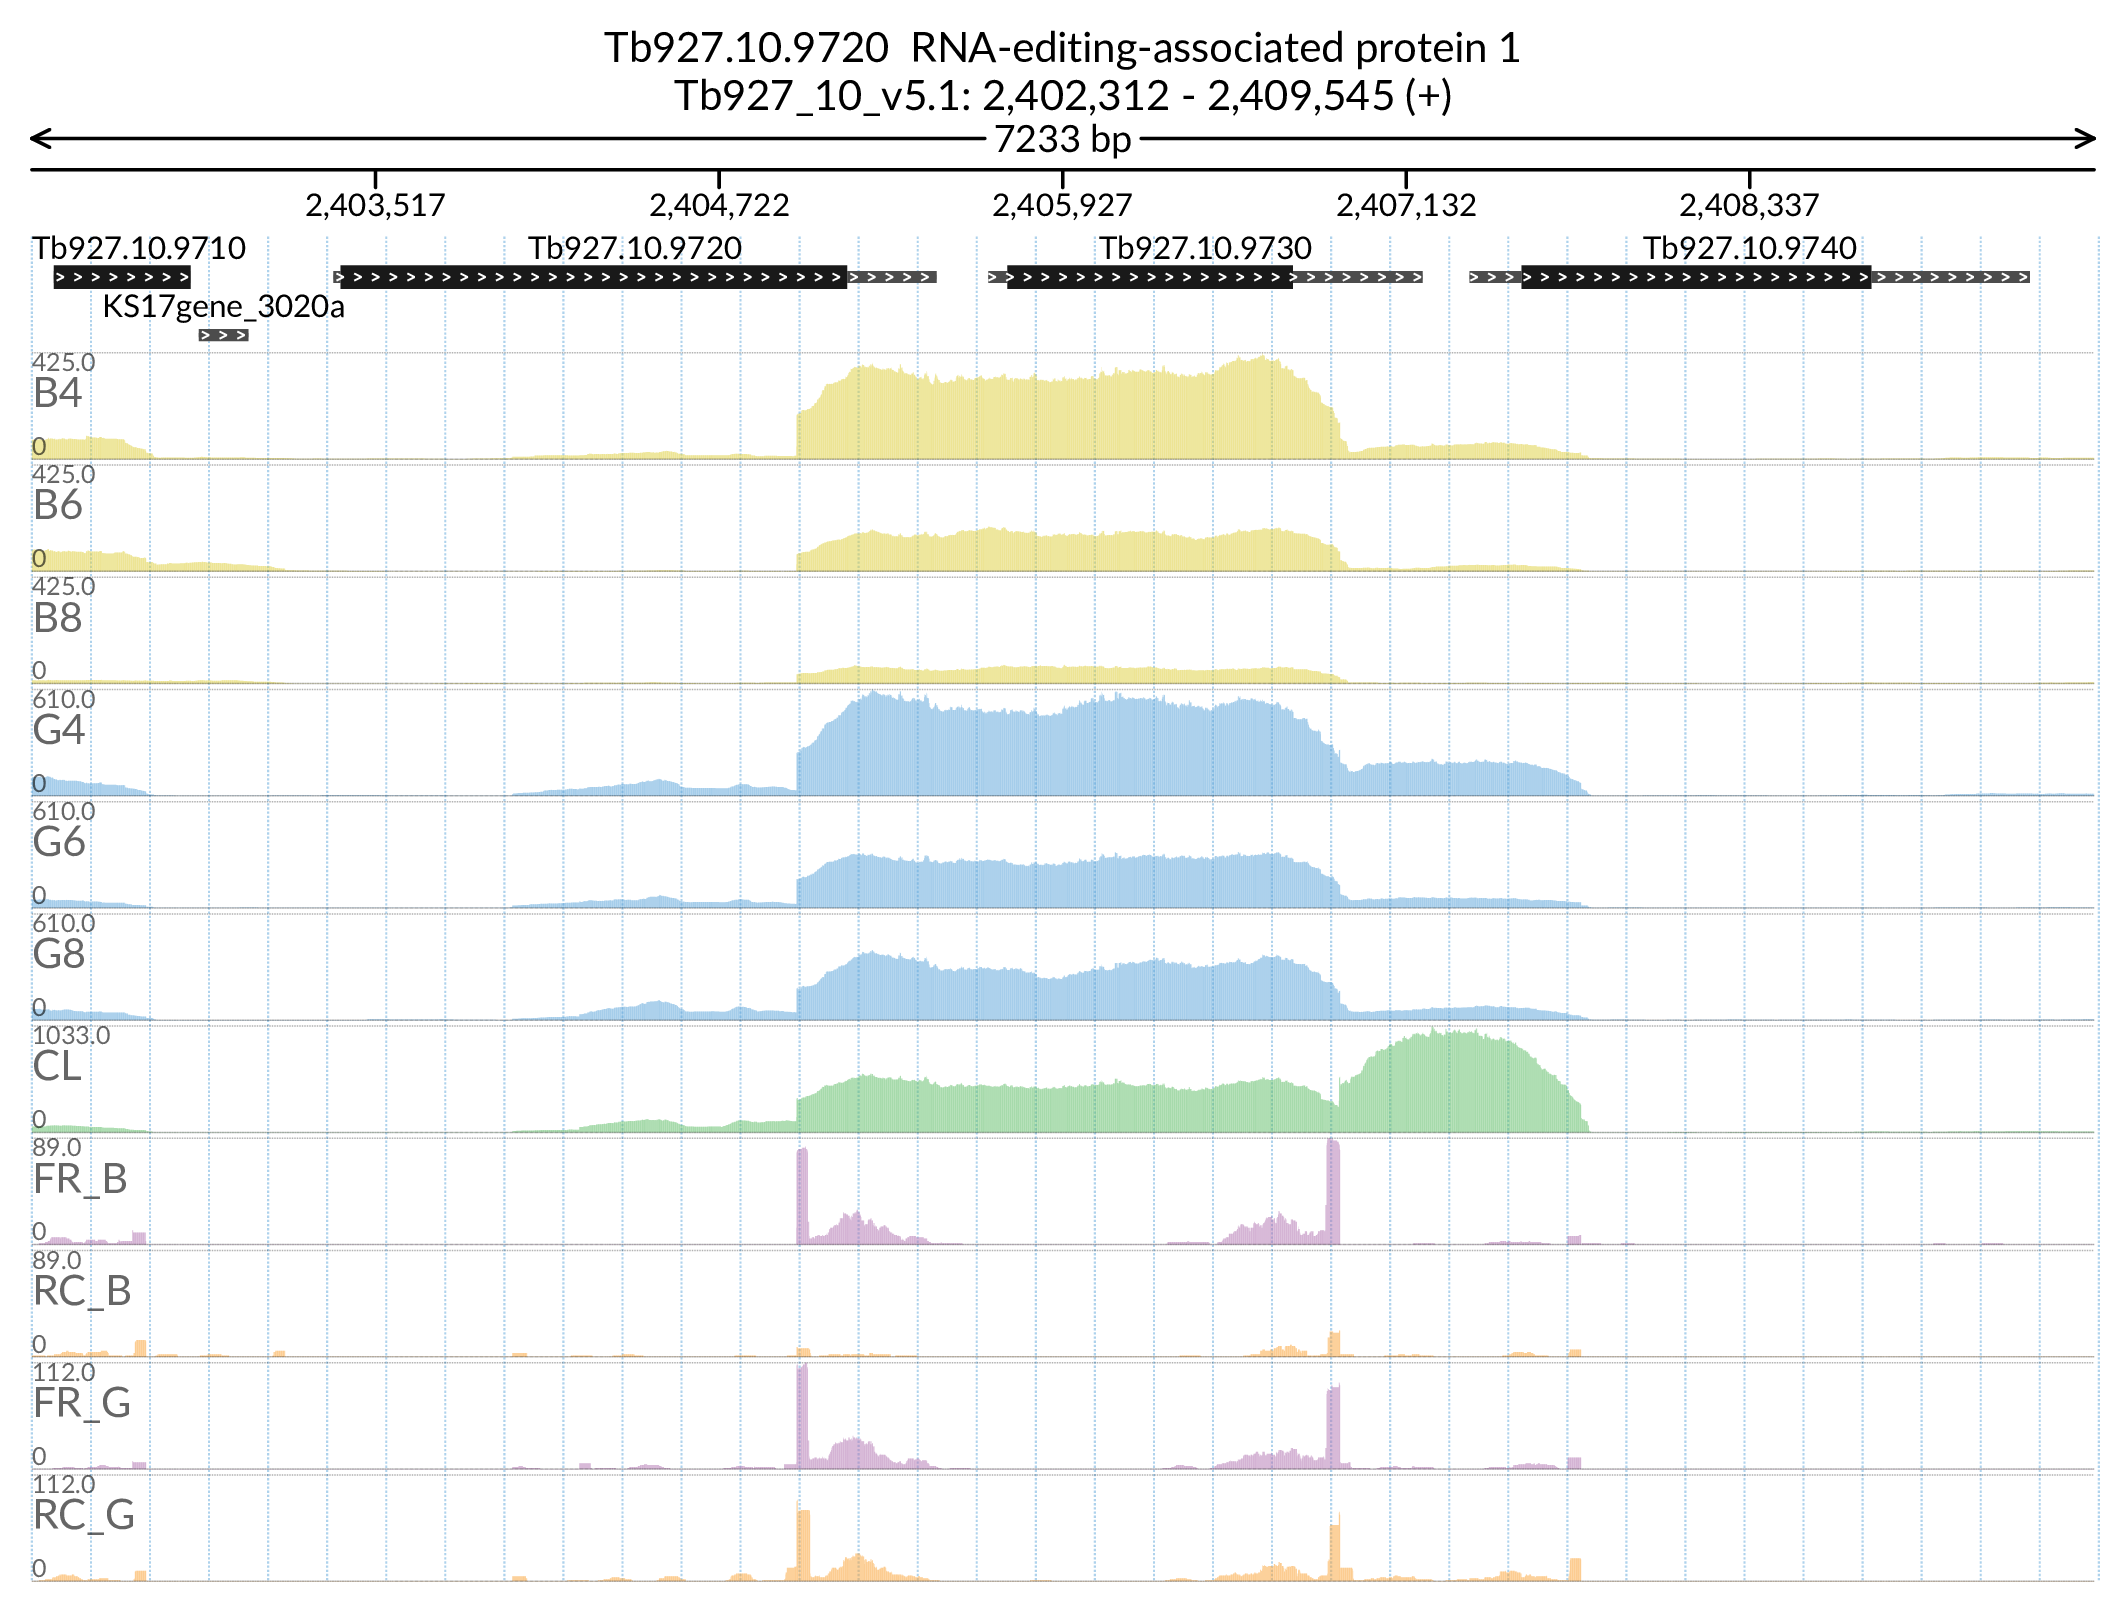 Tb927.10.9720  RNA-editing-associated protein 1
Tb927_10_v5.1: 2,402,312 - 2,409,545 (+)
7233 bp
2,403,517 2,404,722 2,405,927 2,407,132 2,408,337
Tb927.10.9710 Tb927.10.9720 Tb927.10.9730 Tb927.10.9740
KS17gene_3020a
425.0
B4
0
425.0
B6
0
425.0
B8
0
610.0
G4
0
610.0
G6
0
610.0
G8
0
1033.0
CL
0
89.0
FR_B
0
89.0
RC_B
0
112.0
FR_G
0
112.0
RC_G
0